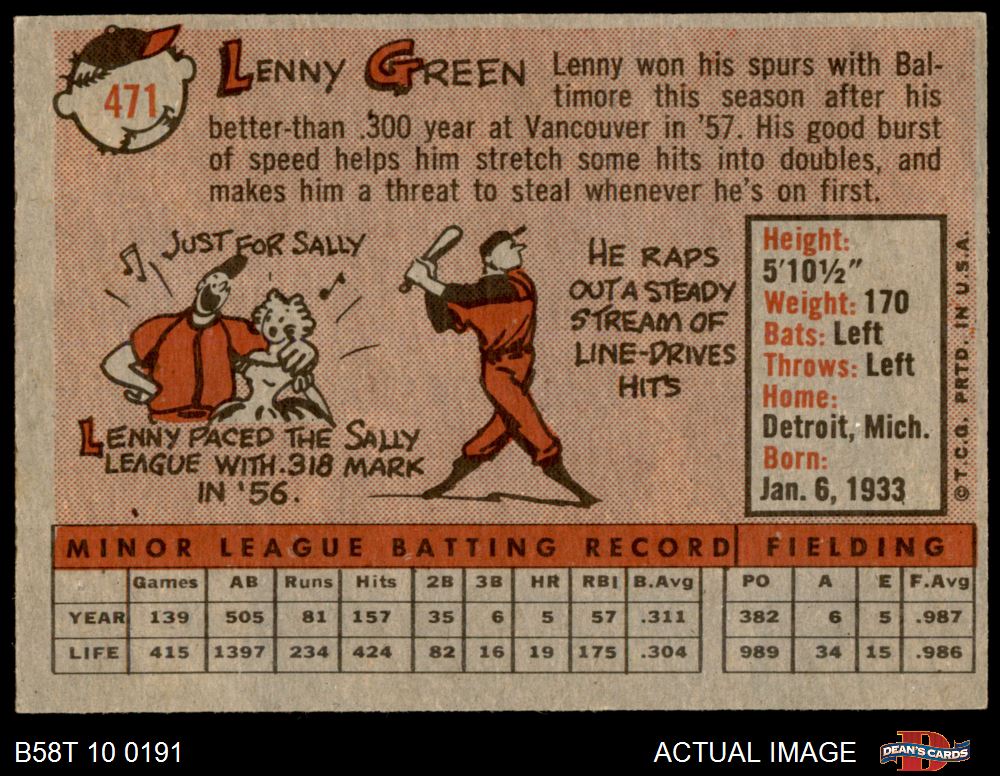 471
LENNY GREEN
Lenny won his spurs with Bal-
timore this season after his
better-than .300 year at Vancouver in '57. His good burst
of speed helps him stretch some hits into doubles, and
makes him a threat to steal whenever he's on first.
JUST FOR SALLY
LENNY PACED THE SALLY
LEAGUE WITH .318 MARK
IN '56.
HE RAPS
OUT A STEADY
STREAM OF
LINE-DRIVES
HITS
Height:
5'10½"
Weight: 170
Bats: Left
Throws: Left
Home:
Detroit, Mich.
Born:
Jan. 6, 1933
© T.C.G. PRTD. IN U.S.A.
MINOR LEAGUE BATTING RECORD FIELDING
Games AB Runs Hits 2B 3B HR RBI B.Avg PO A E F.Avg
YEAR 139 505 81 157 35 6 5 57 .311 382 6 5 .987
LIFE 415 1397 234 424 82 16 19 175 .304 989 34 15 .986
B58T 10 0191 ACTUAL IMAGE D DEAN'S CARDS